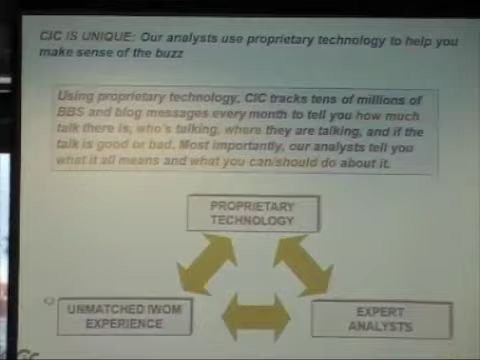 CIC IS UNIQUE: Our analysts use proprietary technology to help you
make sense of the buzz
Using proprietary technology, CIC tracks tens of millions of
BBS and blog messages every month to tell you how much
talk there is, who's talking, where they are talking, and if the
talk is good or bad. Most importantly, our analysts tell you
what it all means and what you can/should do about it.
PROPRIETARY
TECHNOLOGY
UNMATCHED IWOM
EXPERIENCE
EXPERT
ANALYSTS